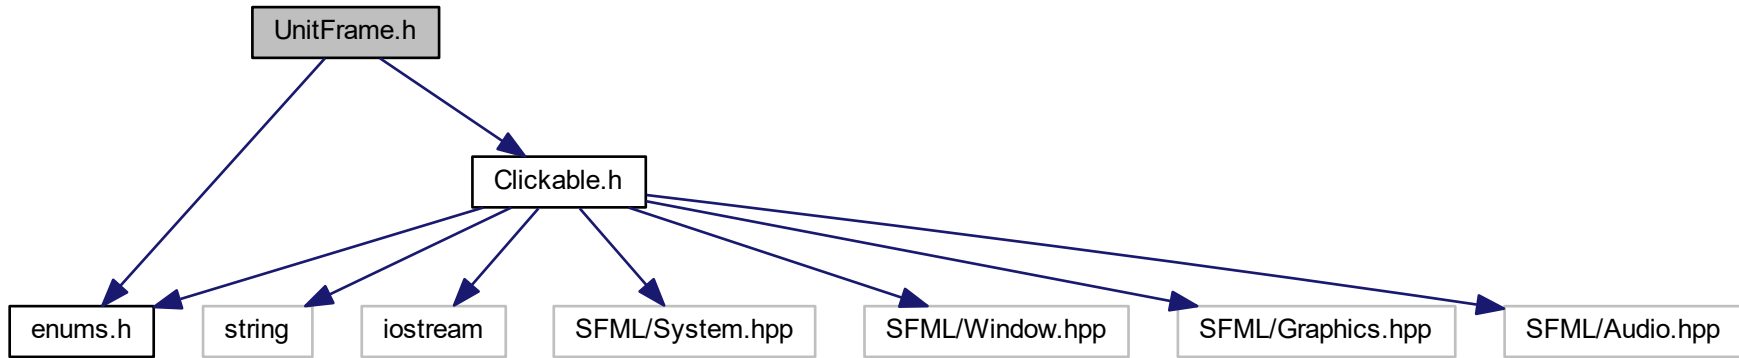 UnitFrame.h
Clickable.h
enums.h
string
iostream
SFML/System.hpp
SFML/Window.hpp
SFML/Graphics.hpp
SFML/Audio.hpp